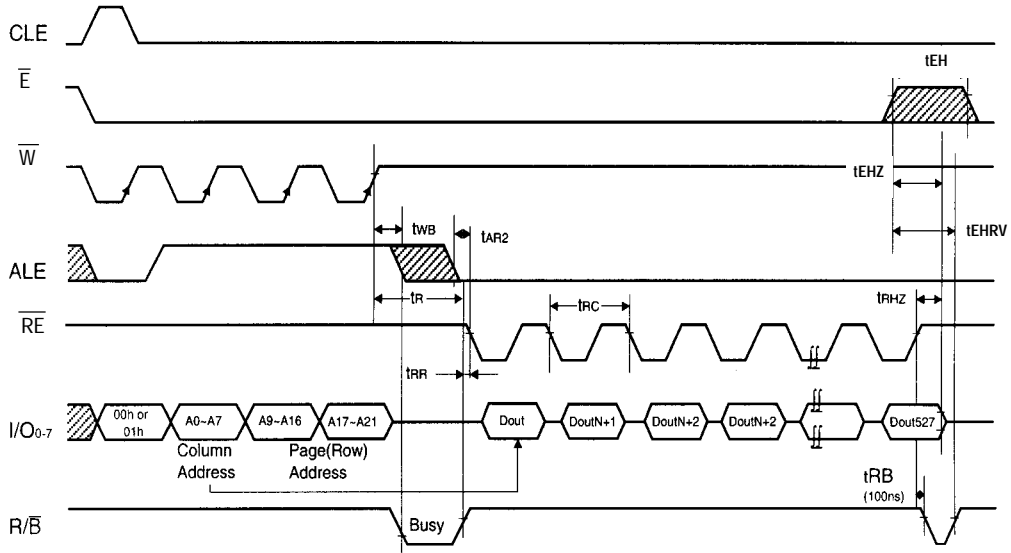 CLE
tEH
E
W
tEHZ
tWB
tAR2
tEHRV
ALE
tR
tRC
tRHZ
RE
tRR
I/O0-7
00h or
01h
A0~A7
A9~A16
A17~A21
Dout
DoutN+1
DoutN+2
DoutN+2
Dout527
Column
Address
Page(Row)
Address
tRB
(100ns)
R/B
Busy